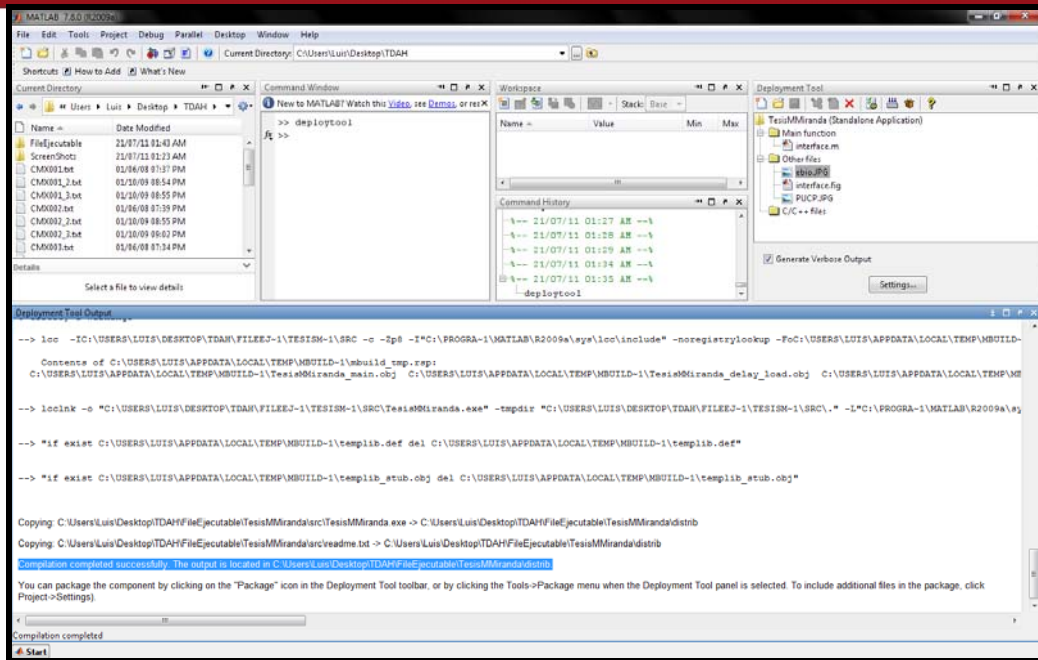 MATLAB 7.8.0 (R2009a)
File Edit Tools Project Debug Parallel Desktop Window Help
Current Directory: C:\Users\Luis\Desktop\TDAH
Shortcuts How to Add What's New
Current Directory
« Users Luis Desktop TDAH
Name Date Modified
FileEjecutable 21/07/11 01:43 AM
ScreenShots 21/07/11 01:23 AM
CMX001.txt 01/06/08 07:37 PM
CMX001_2.txt 01/10/09 08:54 PM
CMX001_3.txt 01/10/09 08:55 PM
CMX002.txt 01/06/08 07:39 PM
CMX002_2.txt 01/10/09 08:55 PM
CMX002_3.txt 01/10/09 09:02 PM
CMX003.txt 01/06/08 07:34 PM
Details
Select a file to view details
Command Window
New to MATLAB? Watch this Video, see Demos, or res
>> deploytool
fx >>
Workspace
Stack: Base
Name Value Min Max
Command History
%-- 21/07/11 01:27 AM --%
%-- 21/07/11 01:28 AM --%
%-- 21/07/11 01:29 AM --%
%-- 21/07/11 01:34 AM --%
%-- 21/07/11 01:35 AM --%
deploytool
Deployment Tool
TesisMMiranda (Standalone Application)
Main function
interface.m
Other files
ebio.JPG
interface.fig
PUCP.JPG
C/C++ files
Generate Verbose Output
Settings...
Deployment Tool Output
--> lcc -IC:\USERS\LUIS\DESKTOP\TDAH\FILEEJ~1\TESISM~1\SRC -c -Zp8 -I"C:\PROGRA~1\MATLAB\R2009a\sys\lcc\include" -noregistrylookup -FoC:\USERS\LUIS\APPDATA\LOCAL\TEMP\MBUILD~
Contents of C:\USERS\LUIS\APPDATA\LOCAL\TEMP\MBUILD~1\mbuild_tmp.rsp:
C:\USERS\LUIS\APPDATA\LOCAL\TEMP\MBUILD~1\TesisMMiranda_main.obj C:\USERS\LUIS\APPDATA\LOCAL\TEMP\MBUILD~1\TesisMMiranda_delay_load.obj C:\USERS\LUIS\APPDATA\LOCAL\TEMP\MB
--> lcclnk -o "C:\USERS\LUIS\DESKTOP\TDAH\FILEEJ~1\TESISM~1\SRC\TesisMMiranda.exe" -tmpdir "C:\USERS\LUIS\DESKTOP\TDAH\FILEEJ~1\TESISM~1\SRC\." -L"C:\PROGRA~1\MATLAB\R2009a\sy
--> "if exist C:\USERS\LUIS\APPDATA\LOCAL\TEMP\MBUILD~1\templib.def del C:\USERS\LUIS\APPDATA\LOCAL\TEMP\MBUILD~1\templib.def"
--> "if exist C:\USERS\LUIS\APPDATA\LOCAL\TEMP\MBUILD~1\templib_stub.obj del C:\USERS\LUIS\APPDATA\LOCAL\TEMP\MBUILD~1\templib_stub.obj"
Copying: C:\Users\Luis\Desktop\TDAH\FileEjecutable\TesisMMiranda\src\TesisMMiranda.exe -> C:\Users\Luis\Desktop\TDAH\FileEjecutable\TesisMMiranda\distrib
Copying: C:\Users\Luis\Desktop\TDAH\FileEjecutable\TesisMMiranda\src\readme.txt -> C:\Users\Luis\Desktop\TDAH\FileEjecutable\TesisMMiranda\distrib
Compilation completed successfully. The output is located in C:\Users\Luis\Desktop\TDAH\FileEjecutable\TesisMMiranda\distrib.
You can package the component by clicking on the "Package" icon in the Deployment Tool toolbar, or by clicking the Tools->Package menu when the Deployment Tool panel is selected. To include additional files in the package, click
Project->Settings).
Compilation completed
Start